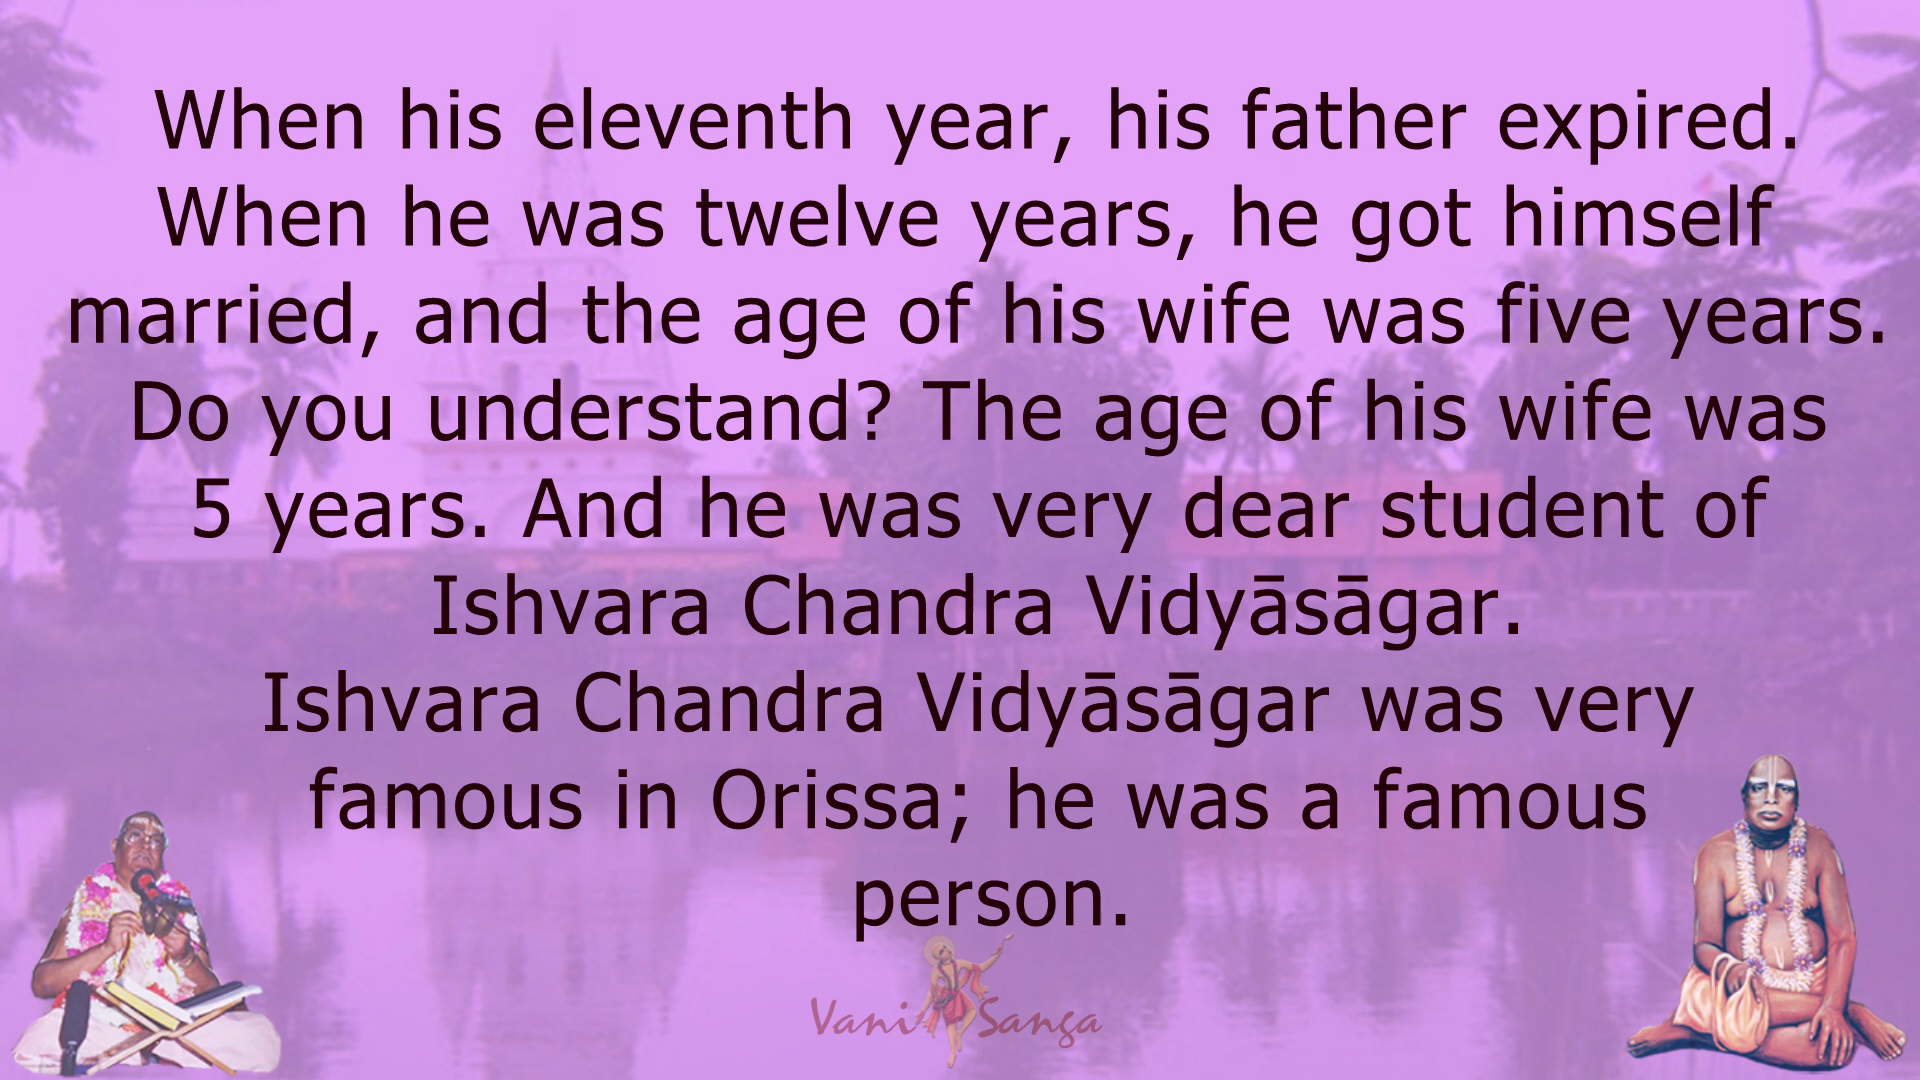 When his eleventh year, his father expired.
When he was twelve years, he got himself
married, and the age of his wife was five years.
Do you understand? The age of his wife was
5 years. And he was very dear student of
Ishvara Chandra Vidyāsāgar.
Ishvara Chandra Vidyāsāgar was very
famous in Orissa; he was a famous
person.
Vani Sanga